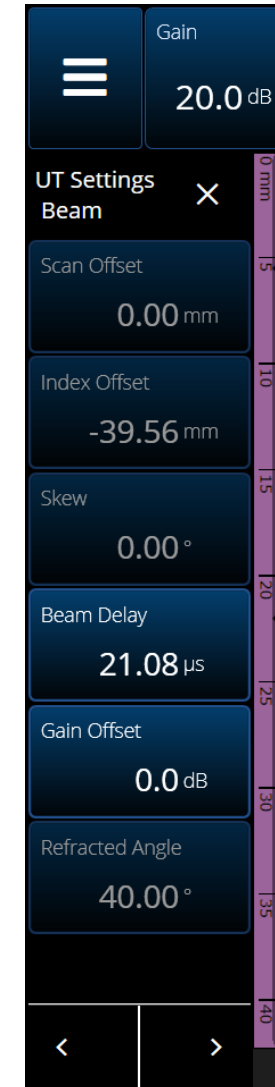 Gain
20.0 dB
UT Settings
Beam
Scan Offset
0.00 mm
Index Offset
-39.56 mm
Skew
0.00 °
Beam Delay
21.08 µs
Gain Offset
0.0 dB
Refracted Angle
40.00 °
0 mm
5
10
15
20
25
30
35
40